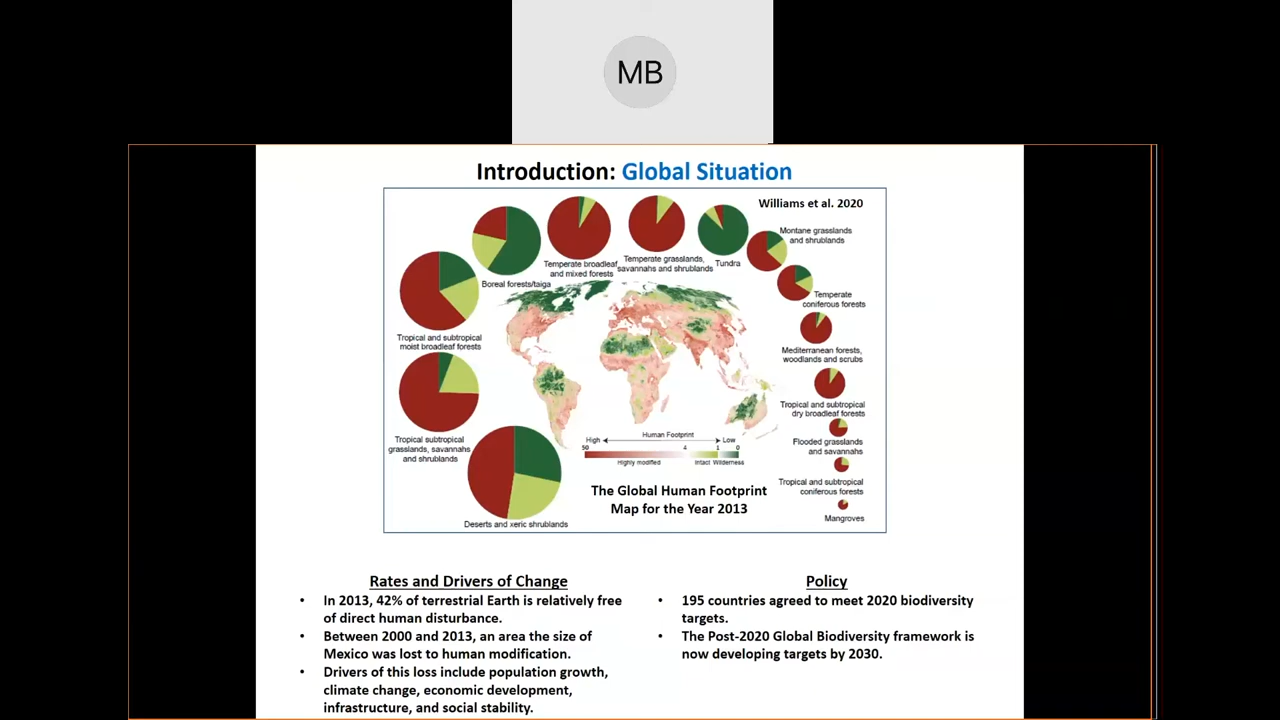 MB
Introduction: Global Situation
Williams et al. 2020
Montane grasslands
and shrublands
Temperate broadleaf
and mixed forests
Temperate grasslands,
savannahs and shrublands
Tundra
Boreal forests/taiga
Temperate
coniferous forests
Tropical and subtropical
moist broadleaf forests
Mediterranean forests,
woodlands and scrubs
Tropical and subtropical
dry broadleaf forests
Tropical subtropical
grasslands, savannahs
and shrublands
Flooded grasslands
and savannahs
High Human Footprint Low
50 4 1 0
Highly modified Intact Wilderness
Tropical and subtropical
coniferous forests
The Global Human Footprint
Map for the Year 2013
Mangroves
Deserts and xeric shrublands
Rates and Drivers of Change
• In 2013, 42% of terrestrial Earth is relatively free
of direct human disturbance.
• Between 2000 and 2013, an area the size of
Mexico was lost to human modification.
• Drivers of this loss include population growth,
climate change, economic development,
infrastructure, and social stability.
Policy
• 195 countries agreed to meet 2020 biodiversity
targets.
• The Post-2020 Global Biodiversity framework is
now developing targets by 2030.